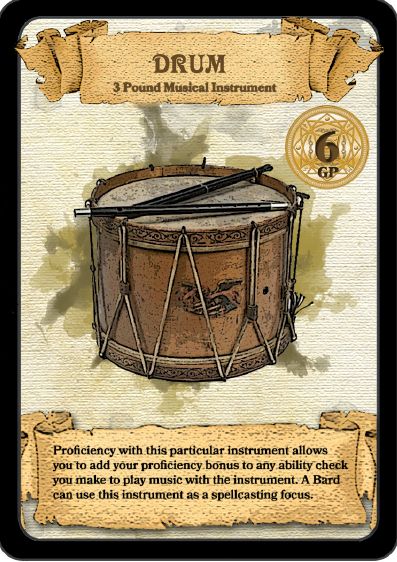 DRUM
3 Pound Musical Instrument
6
GP
Proficiency with this particular instrument allows
you to add your proficiency bonus to any ability check
you make to play music with the instrument. A Bard
can use this instrument as a spellcasting focus.